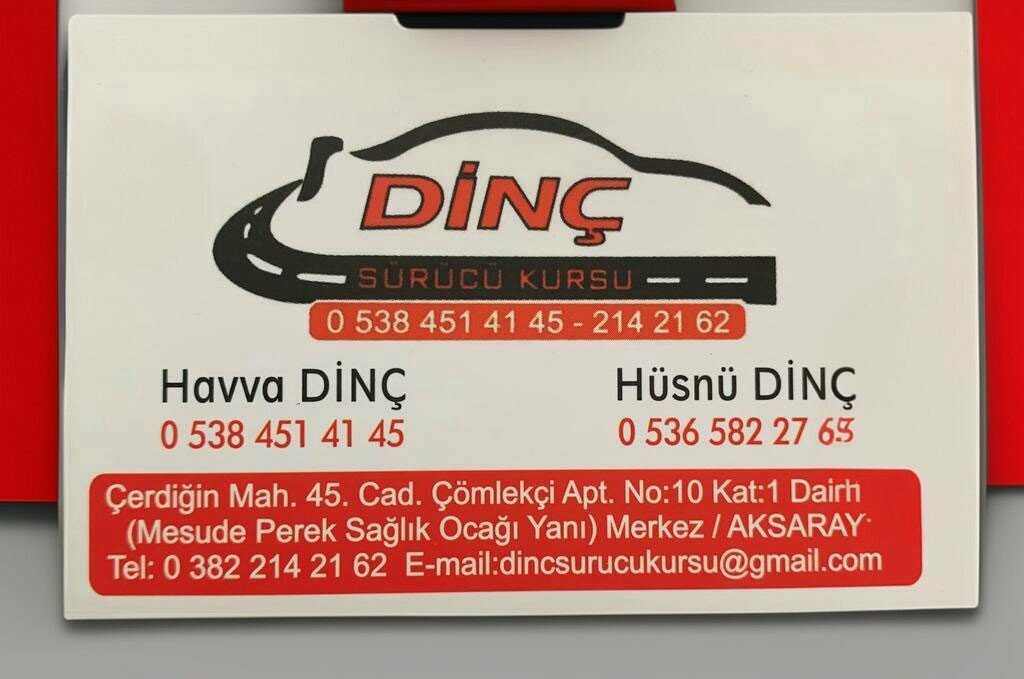 DİNÇ
SÜRÜCÜ KURSU
0 538 451 41 45 - 214 21 62
Havva DİNÇ
Hüsnü DİNÇ
0 538 451 41 45
0 536 582 27
Çerdiğin Mah. 45. Cad. Çömlekçi Apt. No:10 Kat:1
(Mesude Perek Sağlık Ocağı Yanı) Merkez / AKSARAY
Tel: 0 382 214 21 62 E-mail:dincsurucukursu@gmail.com